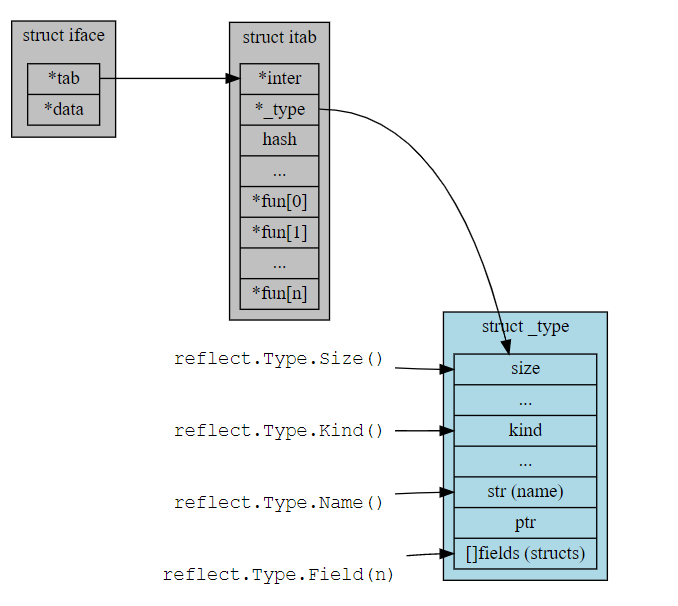 struct iface
*tab
*data
struct itab
*inter
*_type
hash
...
*fun[0]
*fun[1]
...
*fun[n]
struct _type
size
...
kind
...
str (name)
ptr
[]fields (structs)
reflect.Type.Size()
reflect.Type.Kind()
reflect.Type.Name()
reflect.Type.Field(n)